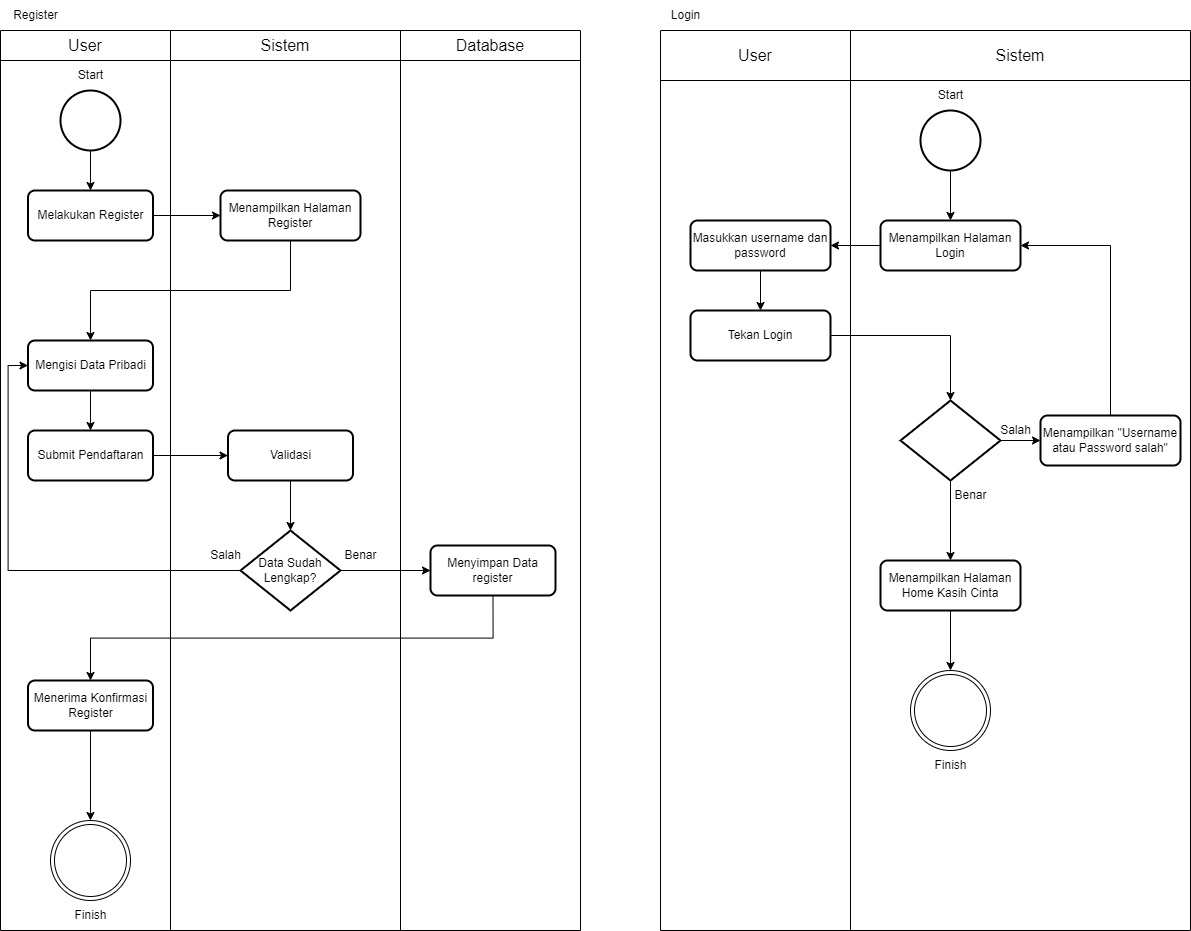 Register
User
Sistem
Database
Start
Melakukan Register
Menampilkan Halaman
Register
Mengisi Data Pribadi
Submit Pendaftaran
Validasi
Salah
Data Sudah
Lengkap?
Benar
Menyimpan Data
register
Menerima Konfirmasi
Register
Finish
Login
User
Sistem
Start
Menampilkan Halaman
Login
Masukkan username dan
password
Tekan Login
Salah
Menampilkan "Username
atau Password salah"
Benar
Menampilkan Halaman
Home Kasih Cinta
Finish